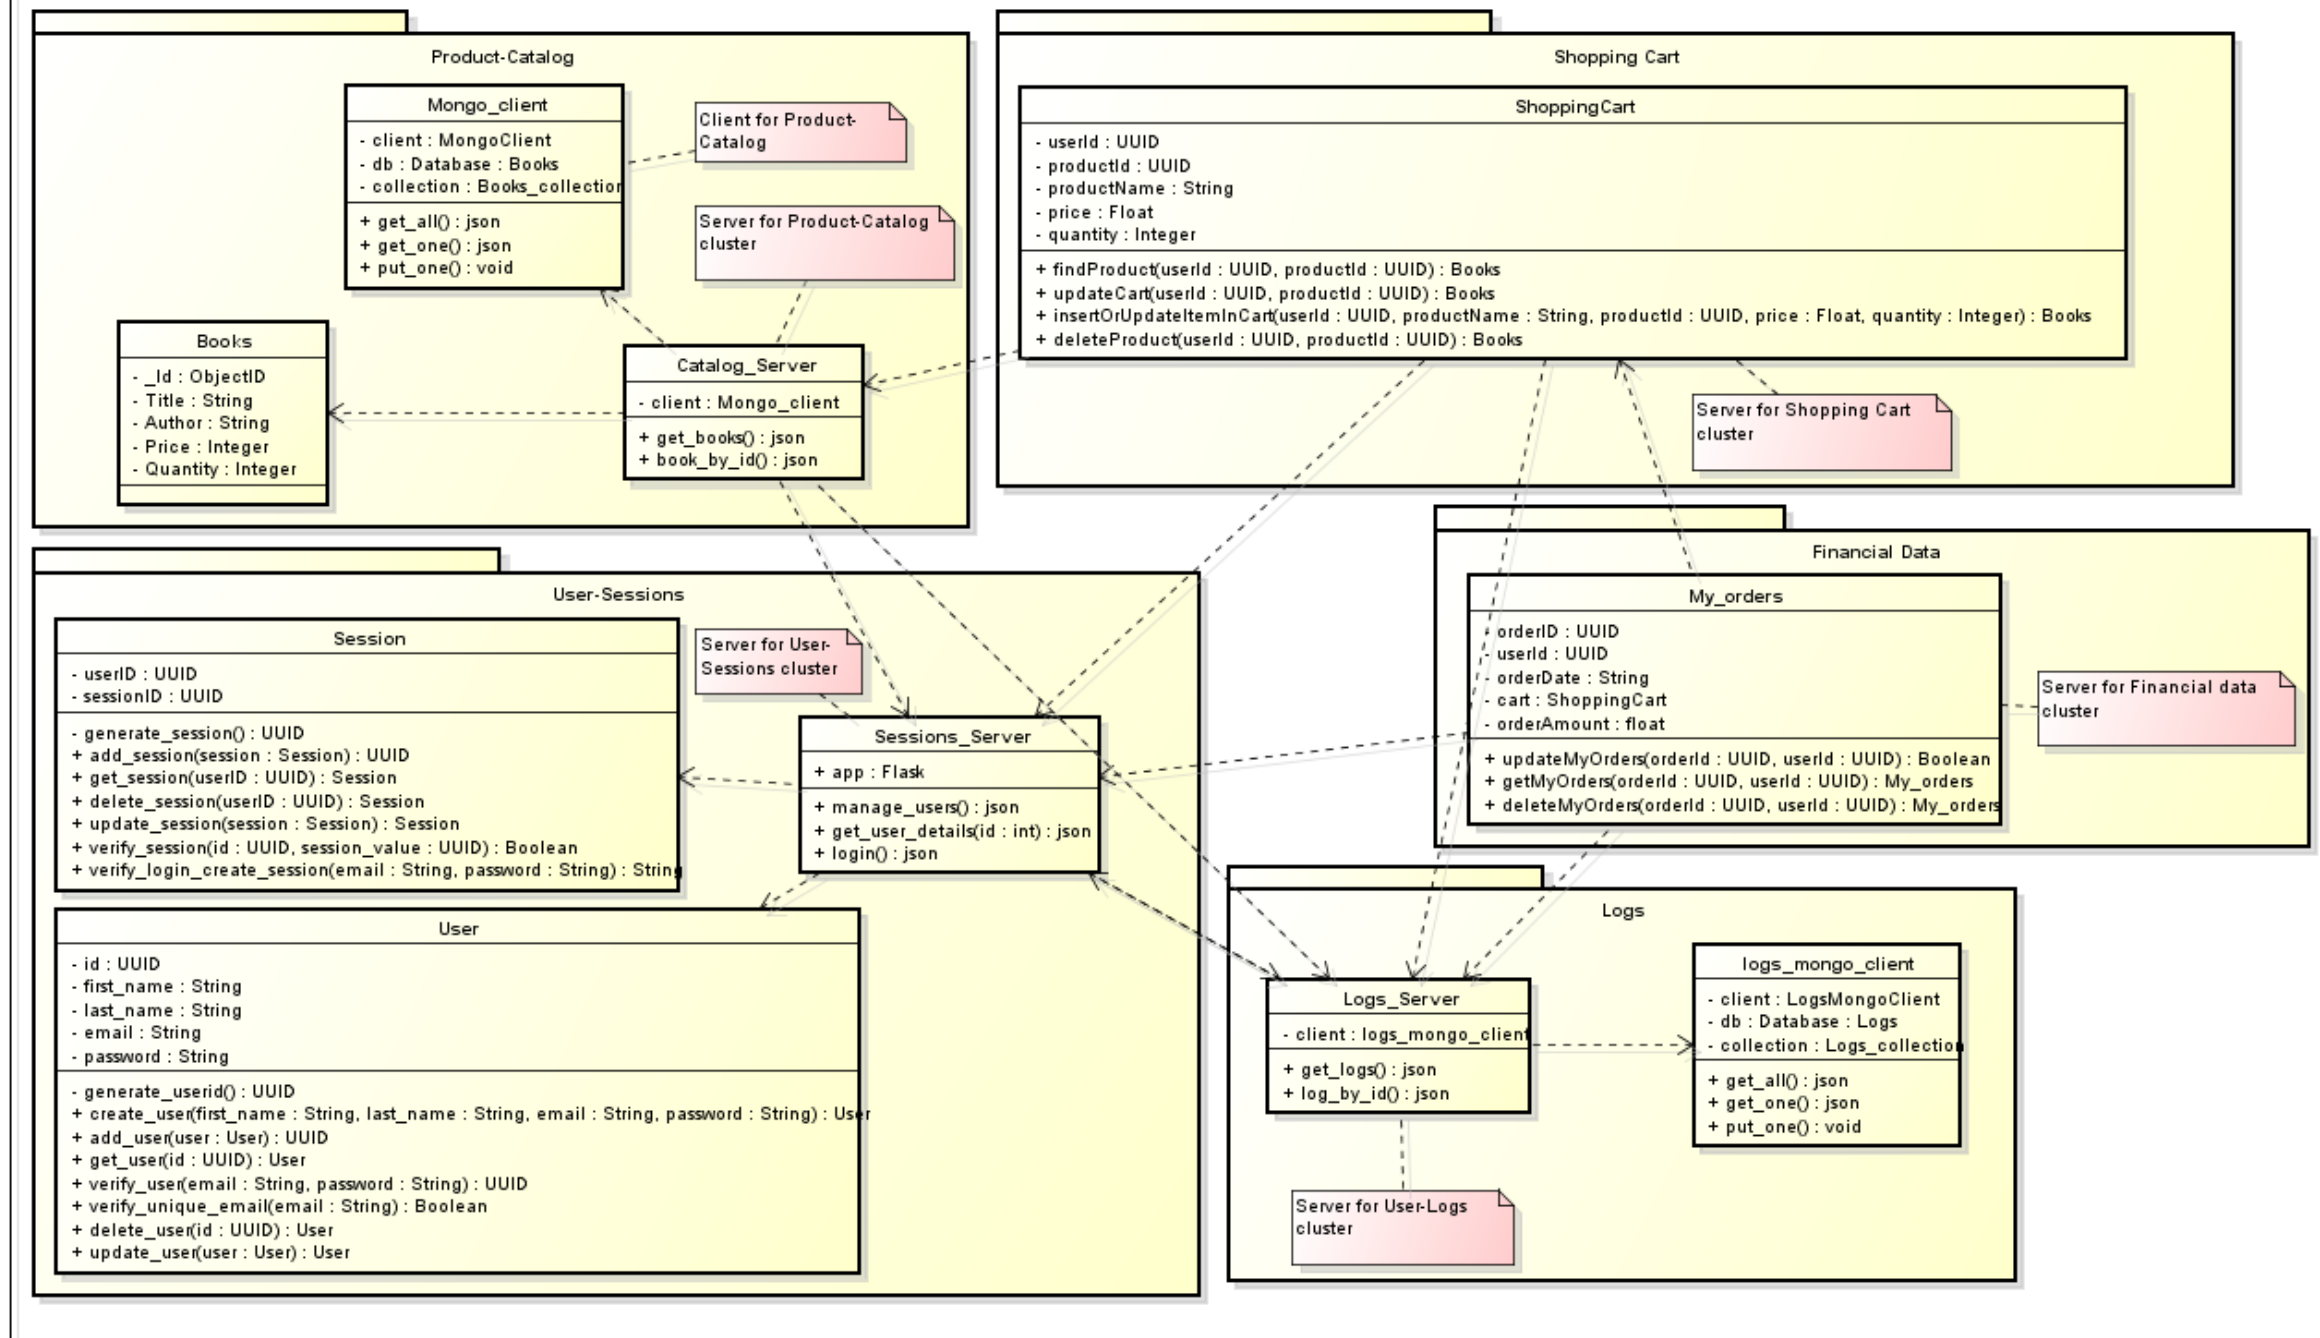 Product-Catalog
Mongo_client
- client : MongoClient
- db : Database : Books
- collection : Books_collection
+ get_all() : json
+ get_one() : json
+ put_one() : void
Client for Product-
Catalog
Server for Product-Catalog
cluster
Books
- _Id : ObjectID
- Title : String
- Author : String
- Price : Integer
- Quantity : Integer
Catalog_Server
- client : Mongo_client
+ get_books() : json
+ book_by_id() : json
Shopping Cart
ShoppingCart
- userId : UUID
- productId : UUID
- productName : String
- price : Float
- quantity : Integer
+ findProduct(userId : UUID, productId : UUID) : Books
+ updateCart(userId : UUID, productId : UUID) : Books
+ insertOrUpdateItemInCart(userId : UUID, productName : String, productId : UUID, price : Float, quantity : Integer) : Books
+ deleteProduct(userId : UUID, productId : UUID) : Books
Server for Shopping Cart
cluster
User-Sessions
Session
- userID : UUID
- sessionID : UUID
- generate_session() : UUID
+ add_session(session : Session) : UUID
+ get_session(userID : UUID) : Session
+ delete_session(userID : UUID) : Session
+ update_session(session : Session) : Session
+ verify_session(id : UUID, session_value : UUID) : Boolean
+ verify_login_create_session(email : String, password : String) : String
Server for User-
Sessions cluster
Sessions_Server
+ app : Flask
+ manage_users() : json
+ get_user_details(id : int) : json
+ login() : json
User
- id : UUID
- first_name : String
- last_name : String
- email : String
- password : String
- generate_userid() : UUID
+ create_user(first_name : String, last_name : String, email : String, password : String) : User
+ add_user(user : User) : UUID
+ get_user(id : UUID) : User
+ verify_user(email : String, password : String) : UUID
+ verify_unique_email(email : String) : Boolean
+ delete_user(id : UUID) : User
+ update_user(user : User) : User
Financial Data
My_orders
- orderID : UUID
- userId : UUID
- orderDate : String
- cart : ShoppingCart
- orderAmount : float
+ updateMyOrders(orderId : UUID, userId : UUID) : Boolean
+ getMyOrders(orderId : UUID, userId : UUID) : My_orders
+ deleteMyOrders(orderId : UUID, userId : UUID) : My_orders
Server for Financial data
cluster
Logs
Logs_Server
- client : logs_mongo_client
+ get_logs() : json
+ log_by_id() : json
logs_mongo_client
- client : LogsMongoClient
- db : Database : Logs
- collection : Logs_collection
+ get_all() : json
+ get_one() : json
+ put_one() : void
Server for User-Logs
cluster